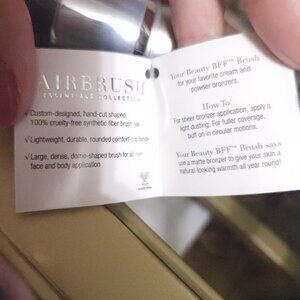 AIRBRUSH
ESSENTIALS COLLECTION
✓Custom-designed, hand-cut shaped,
100% cruelty-free synthetic fiber brush hair
✓Lightweight, durable, rounded comfort-grip handle
✓Large, dense, dome-shaped brush for all over
face and body application
Your Beauty BFF™ Brush
for your favorite cream and
powder bronzers.
How To:
For sheer bronzer application, apply a
light dusting. For fuller coverage,
buff on in circular motions.
Your Beauty BFF™ Brush says
use a matte bronzer to give your skin a
natural-looking warmth all year round!